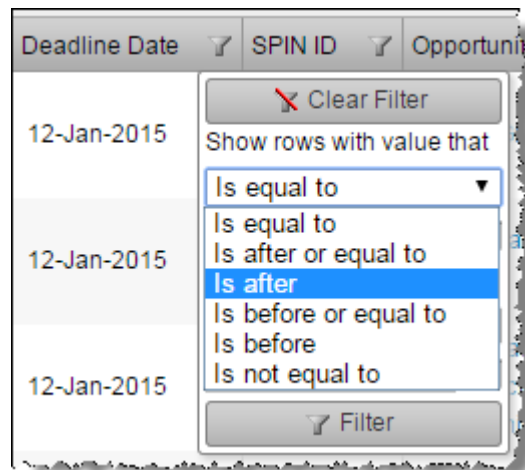 Deadline Date SPIN ID Opportuni
Clear Filter
12-Jan-2015 Show rows with value that
Is equal to
Is equal to
12-Jan-2015 Is after or equal to
Is after
Is before or equal to
Is before
12-Jan-2015 Is not equal to
Filter